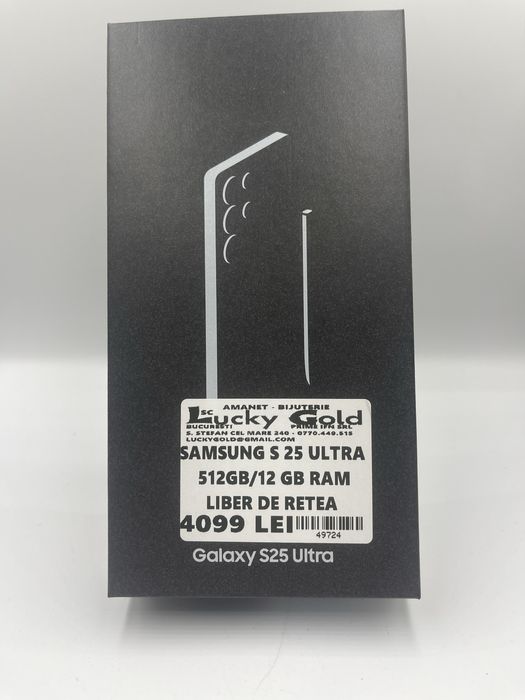 AMANET - BIJUTERIE
SC Lucky Gold
BUCURESTI PRIME IFN SRL
S. STEFAN CEL MARE 240 - 0770.449.515
LUCKYGOLD@GMAIL.COM
SAMSUNG S 25 ULTRA
512GB/12 GB RAM
LIBER DE RETEA
4099 LEI
49724
Galaxy S25 Ultra